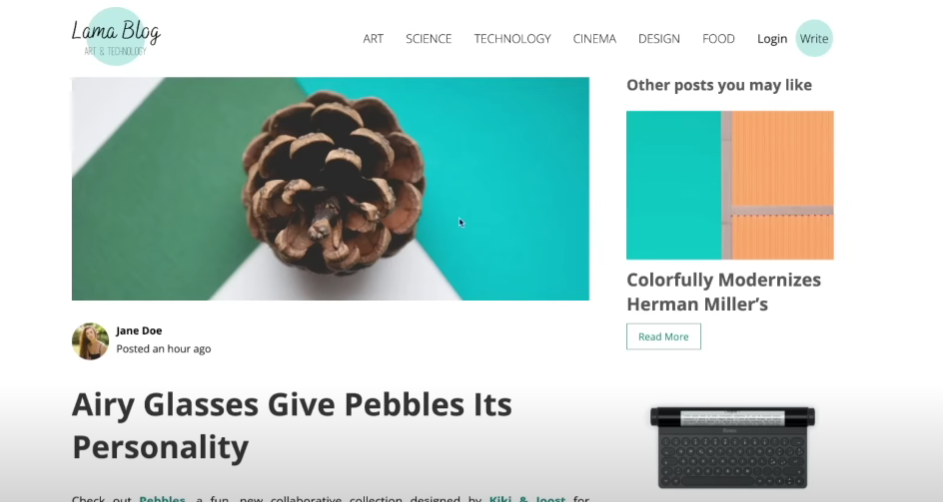 Lama Blog
ART & TECHNOLOGY
ART SCIENCE TECHNOLOGY CINEMA DESIGN FOOD Login Write
Jane Doe
Posted an hour ago
Airy Glasses Give Pebbles Its
Personality
Check out Pebbles, a fun, new collaborative collection designed by Kiki & Joost for
Other posts you may like
Colorfully Modernizes
Herman Miller's
Read More